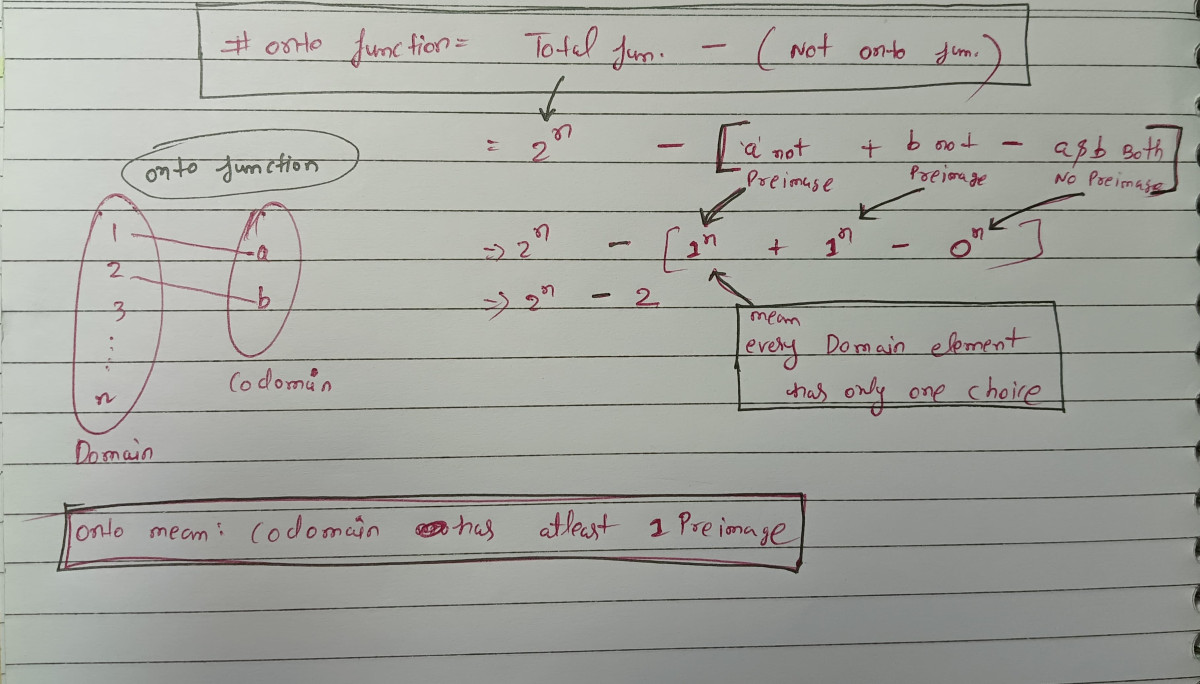 # onto function = Total fun. - ( Not onto fun. )
= 2^n - [ 'a' not Preimage + b not Preimage - a & b Both No Preimage ]
onto function
1
2
3
⋮
n
a
b
Codomain
Domain
=> 2^n - [ 1^n + 1^n - 0^n ]
=> 2^n - 2
mean
every Domain element
has only one choice
onto mean : Codomain has atleast 1 Preimage